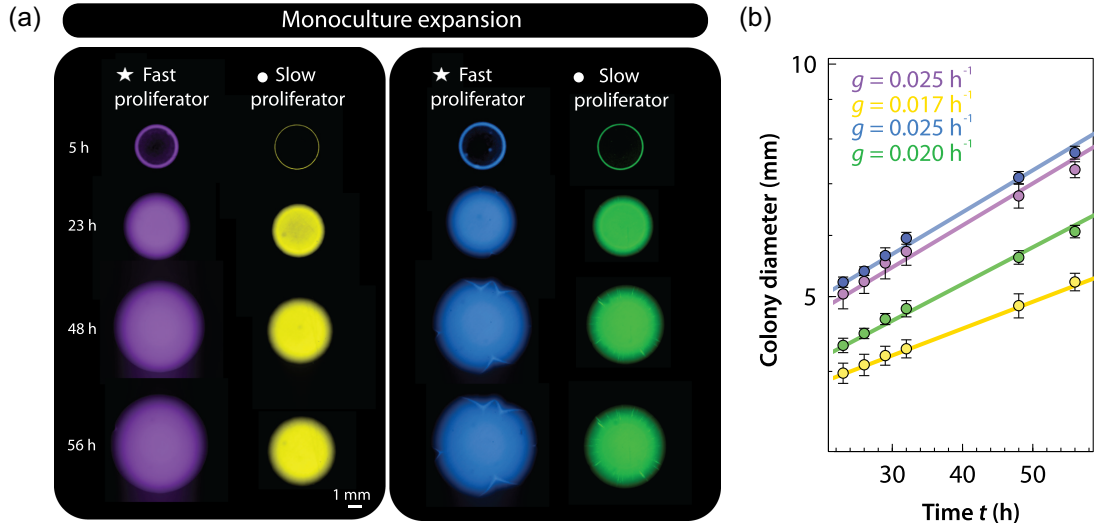 (a)
Monoculture expansion
★ Fast
proliferator
● Slow
proliferator
★ Fast
proliferator
● Slow
proliferator
5 h
23 h
48 h
56 h
1 mm
(b)
10
5
Colony diameter (mm)
g = 0.025 h⁻¹
g = 0.017 h⁻¹
g = 0.025 h⁻¹
g = 0.020 h⁻¹
30 40 50
Time t (h)